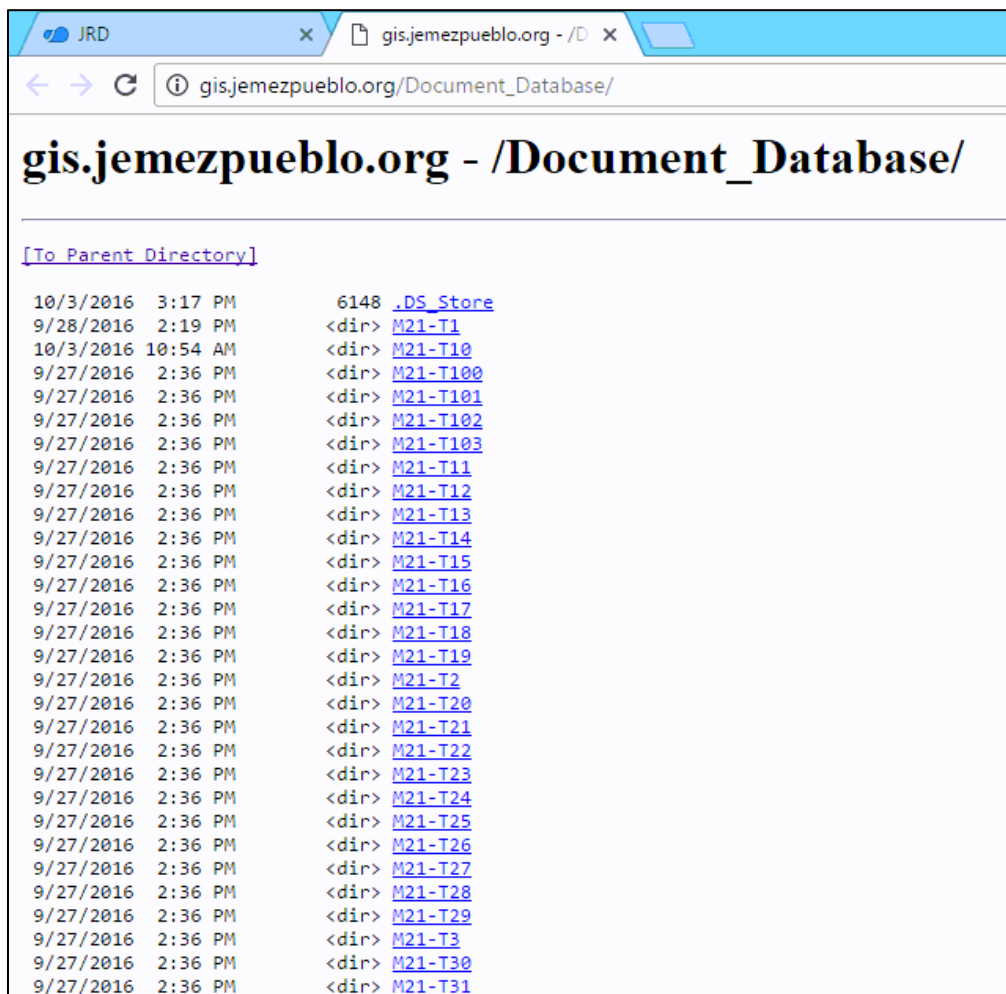 JRD
gis.jemezpueblo.org - /D
gis.jemezpueblo.org/Document_Database/
gis.jemezpueblo.org - /Document_Database/
[To Parent Directory]
10/3/2016 3:17 PM 6148 .DS_Store
9/28/2016 2:19 PM <dir> M21-T1
10/3/2016 10:54 AM <dir> M21-T10
9/27/2016 2:36 PM <dir> M21-T100
9/27/2016 2:36 PM <dir> M21-T101
9/27/2016 2:36 PM <dir> M21-T102
9/27/2016 2:36 PM <dir> M21-T103
9/27/2016 2:36 PM <dir> M21-T11
9/27/2016 2:36 PM <dir> M21-T12
9/27/2016 2:36 PM <dir> M21-T13
9/27/2016 2:36 PM <dir> M21-T14
9/27/2016 2:36 PM <dir> M21-T15
9/27/2016 2:36 PM <dir> M21-T16
9/27/2016 2:36 PM <dir> M21-T17
9/27/2016 2:36 PM <dir> M21-T18
9/27/2016 2:36 PM <dir> M21-T19
9/27/2016 2:36 PM <dir> M21-T2
9/27/2016 2:36 PM <dir> M21-T20
9/27/2016 2:36 PM <dir> M21-T21
9/27/2016 2:36 PM <dir> M21-T22
9/27/2016 2:36 PM <dir> M21-T23
9/27/2016 2:36 PM <dir> M21-T24
9/27/2016 2:36 PM <dir> M21-T25
9/27/2016 2:36 PM <dir> M21-T26
9/27/2016 2:36 PM <dir> M21-T27
9/27/2016 2:36 PM <dir> M21-T28
9/27/2016 2:36 PM <dir> M21-T29
9/27/2016 2:36 PM <dir> M21-T3
9/27/2016 2:36 PM <dir> M21-T30
9/27/2016 2:36 PM <dir> M21-T31